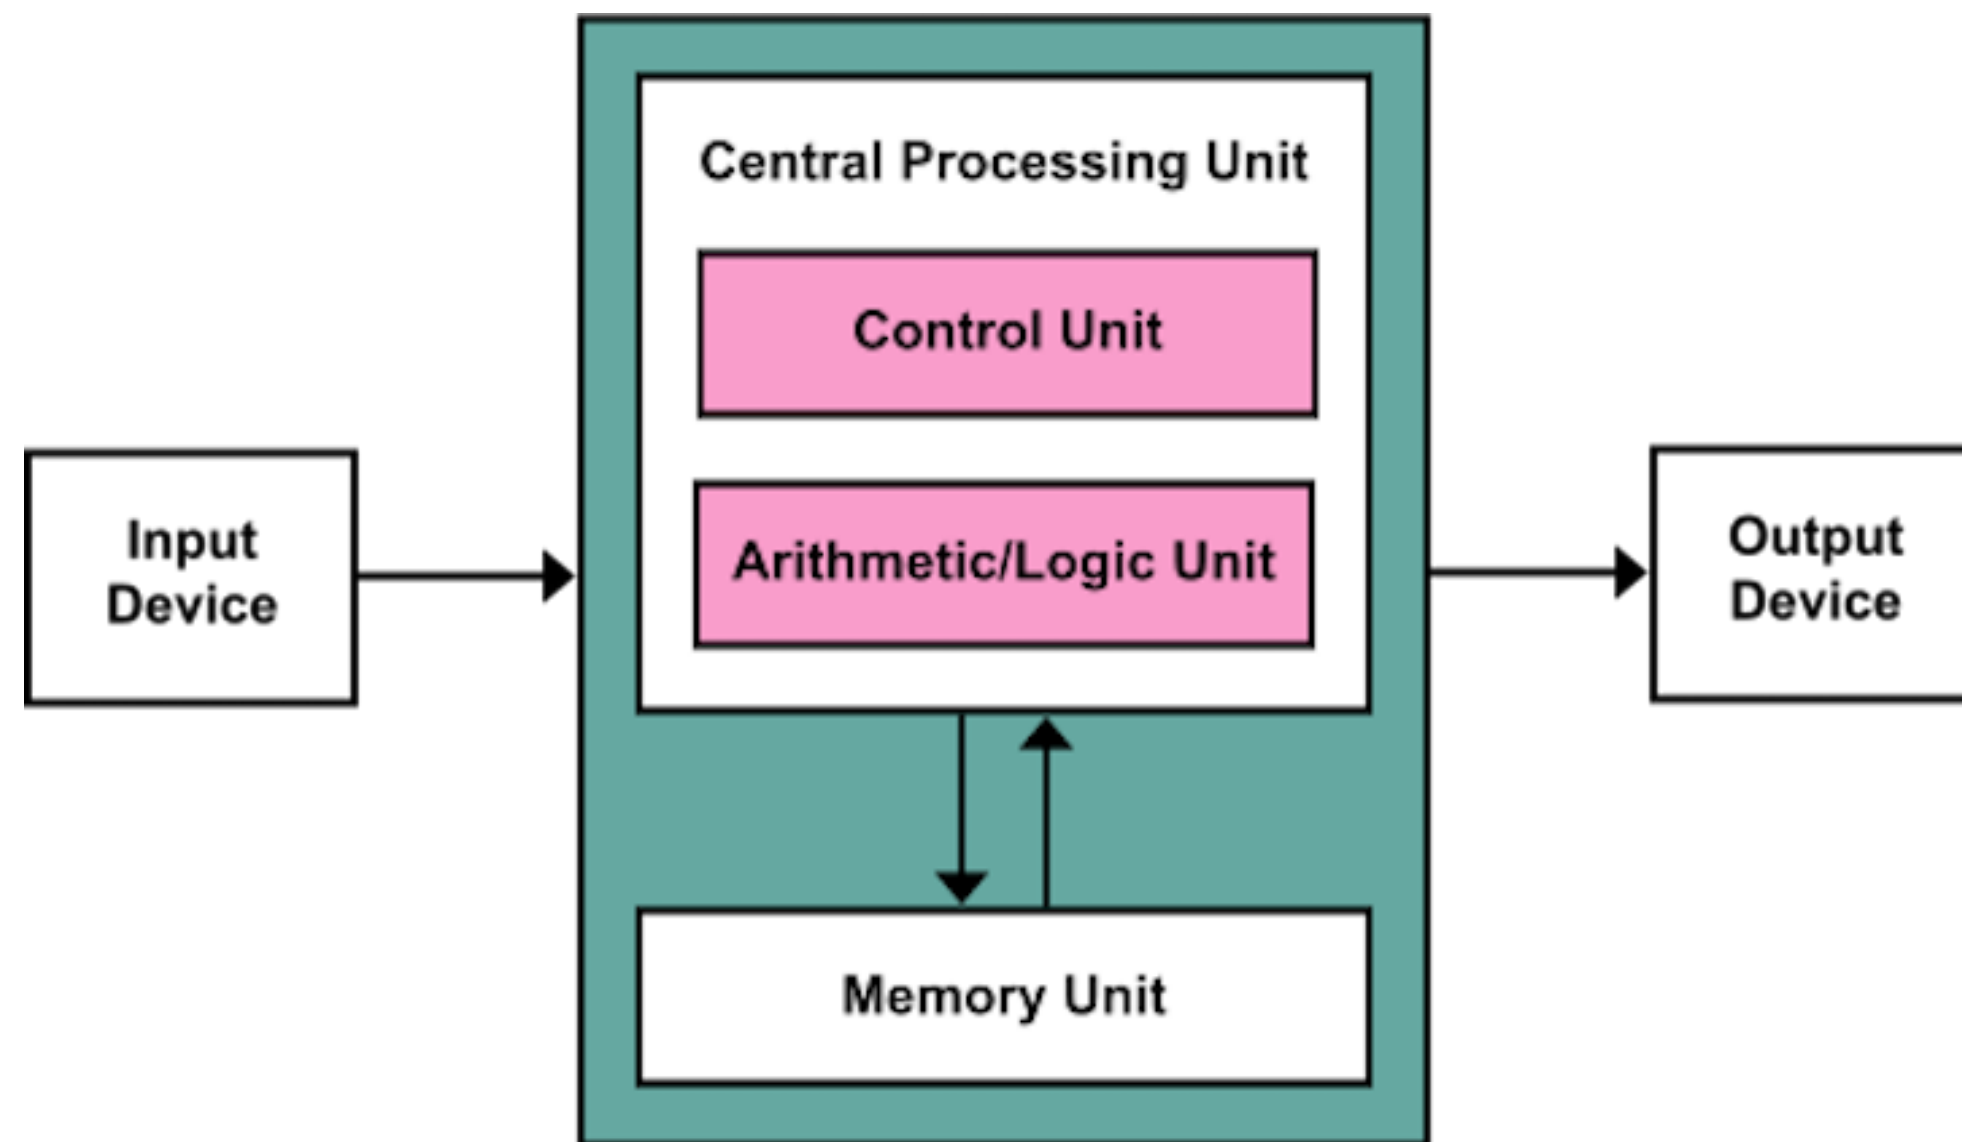 Central Processing Unit
Control Unit
Arithmetic/Logic Unit
Input
Device
Output
Device
Memory Unit